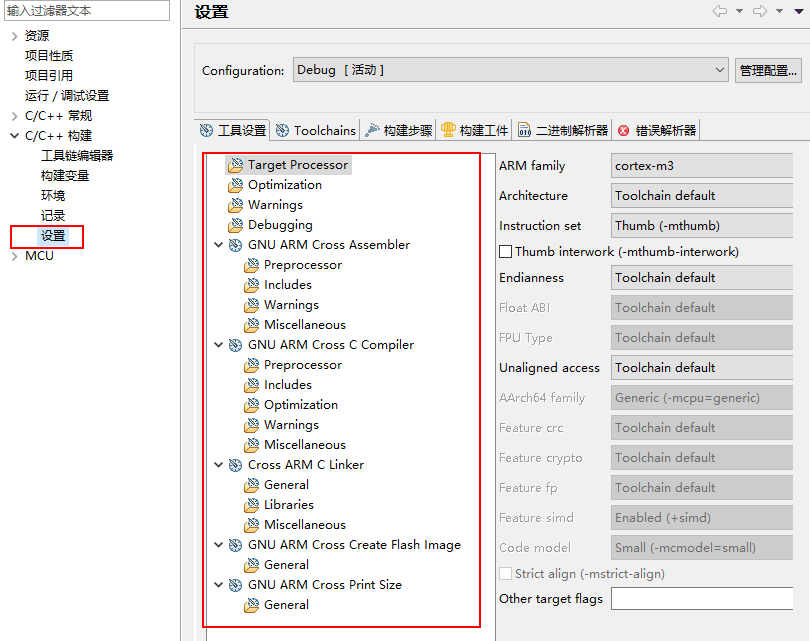 输入过滤器文本
资源
项目性质
项目引用
运行 / 调试设置
C/C++ 常规
C/C++ 构建
工具链编辑器
构建变量
环境
记录
设置
MCU
设置
Configuration: Debug [ 活动 ] 管理配置...
工具设置 Toolchains 构建步骤 构建工件 二进制解析器 错误解析器
Target Processor
Optimization
Warnings
Debugging
GNU ARM Cross Assembler
Preprocessor
Includes
Warnings
Miscellaneous
GNU ARM Cross C Compiler
Preprocessor
Includes
Optimization
Warnings
Miscellaneous
Cross ARM C Linker
General
Libraries
Miscellaneous
GNU ARM Cross Create Flash Image
General
GNU ARM Cross Print Size
General
ARM family cortex-m3
Architecture Toolchain default
Instruction set Thumb (-mthumb)
Thumb interwork (-mthumb-interwork)
Endianness Toolchain default
Float ABI Toolchain default
FPU Type Toolchain default
Unaligned access Toolchain default
AArch64 family Generic (-mcpu=generic)
Feature crc Toolchain default
Feature crypto Toolchain default
Feature fp Toolchain default
Feature simd Enabled (+simd)
Code model Small (-mcmodel=small)
Strict align (-mstrict-align)
Other target flags